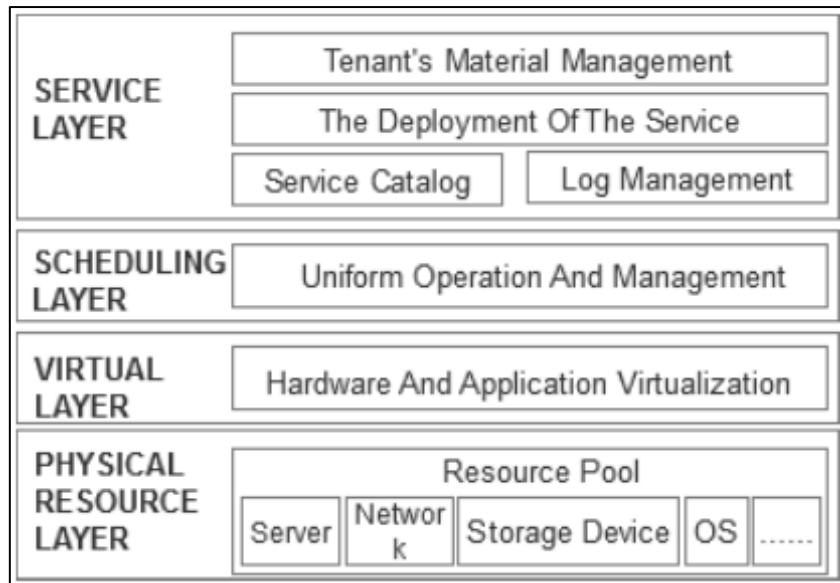 SERVICE
LAYER
Tenant's Material Management
The Deployment Of The Service
Service Catalog
Log Management
SCHEDULING
LAYER
Uniform Operation And Management
VIRTUAL
LAYER
Hardware And Application Virtualization
PHYSICAL
RESOURCE
LAYER
Resource Pool
Server
Networ
k
Storage Device
OS
......